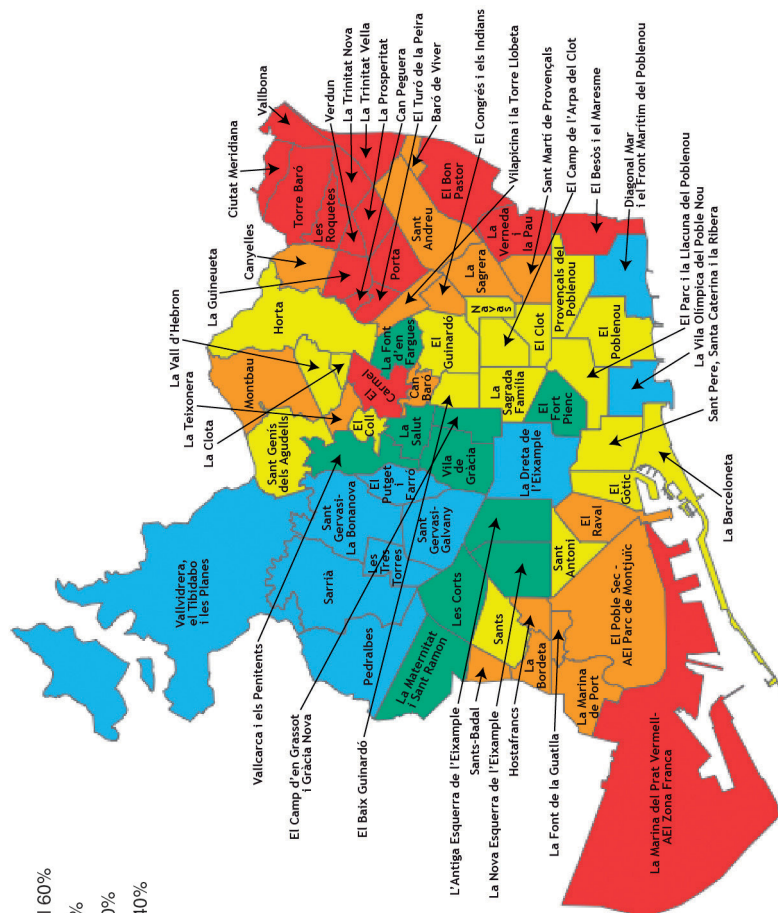 l 60%
%
0%
40%
Vallcarca i els Penitents
El Camp d'en Grassot
i Gràcia Nova
El Baix Guinardó
L'Antiga Esquerra de l'Eixample
Sants-Badal
La Nova Esquerra de l'Eixample
Hostafrancs
La Font de la Guatlla
La Marina del Prat Vermell-
AEI Zona Franca
Vallvidrera,
el Tibidabo
i les Planes
Sarrià
Pedralbes
Les
Tres
Torres
Sant
Gervasi-
La Bonanova
El Putget
i
Farró
Sant
Gervasi-
Galvany
La Maternitat
i Sant Ramon
Les Corts
Sants
La
Bordeta
La Marina
de Port
El Poble Sec -
AEI Parc de Montjuïc
Sant
Antoni
El
Raval
El
Gòtic
La Barceloneta
La Dreta de
l'Eixample
Vila
de Gràcia
La Salut
El
Coll
Sant Genís
dels Agudells
La Clota
La Teixonera
La Vall d'Hebron
Montbau
Horta
El
Carmel
Can
Baró
La Font
d'en
Fargues
El
Guinardó
La
Sagrada
Família
El
Fort
Pienc
El Clot
Navas
El
Poblenou
Provençals del
Poblenou
La
Sagrera
Sant
Andreu
El Bon
Pastor
La
Verneda
i
la Pau
Porta
Les
Roquetes
Torre Baró
La Guineueta
Canyelles
Ciutat Meridiana
Vallbona
Verdun
La Trinitat Nova
La Trinitat Vella
La Prosperitat
Can Peguera
El Turó de la Peira
Baró de Viver
El Congrés i els Indians
Vilapicina i la Torre Llobeta
Sant Martí de Provençals
El Camp de l'Arpa del Clot
El Besòs i el Maresme
Diagonal Mar
i el Front Marítim del Poblenou
El Parc i la Llacuna del Poblenou
La Vila Olímpica del Poble Nou
Sant Pere, Santa Caterina i la Ribera